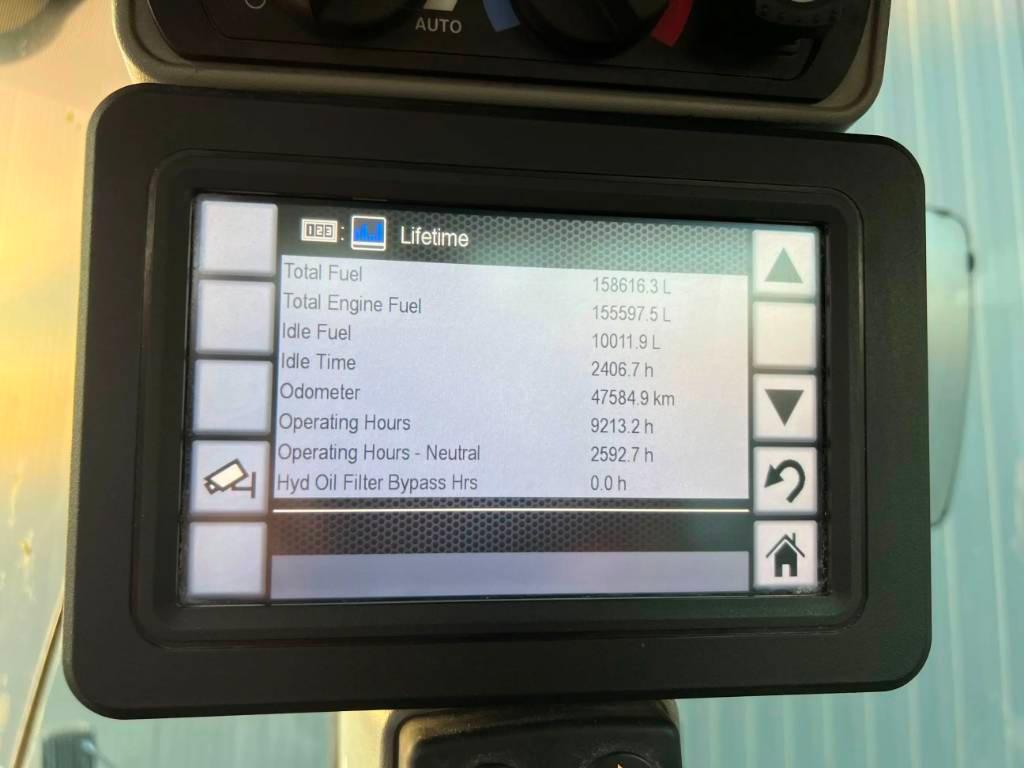 AUTO
123 : Lifetime
Total Fuel 158616.3 L
Total Engine Fuel 155597.5 L
Idle Fuel 10011.9 L
Idle Time 2406.7 h
Odometer 47584.9 km
Operating Hours 9213.2 h
Operating Hours - Neutral 2592.7 h
Hyd Oil Filter Bypass Hrs 0.0 h